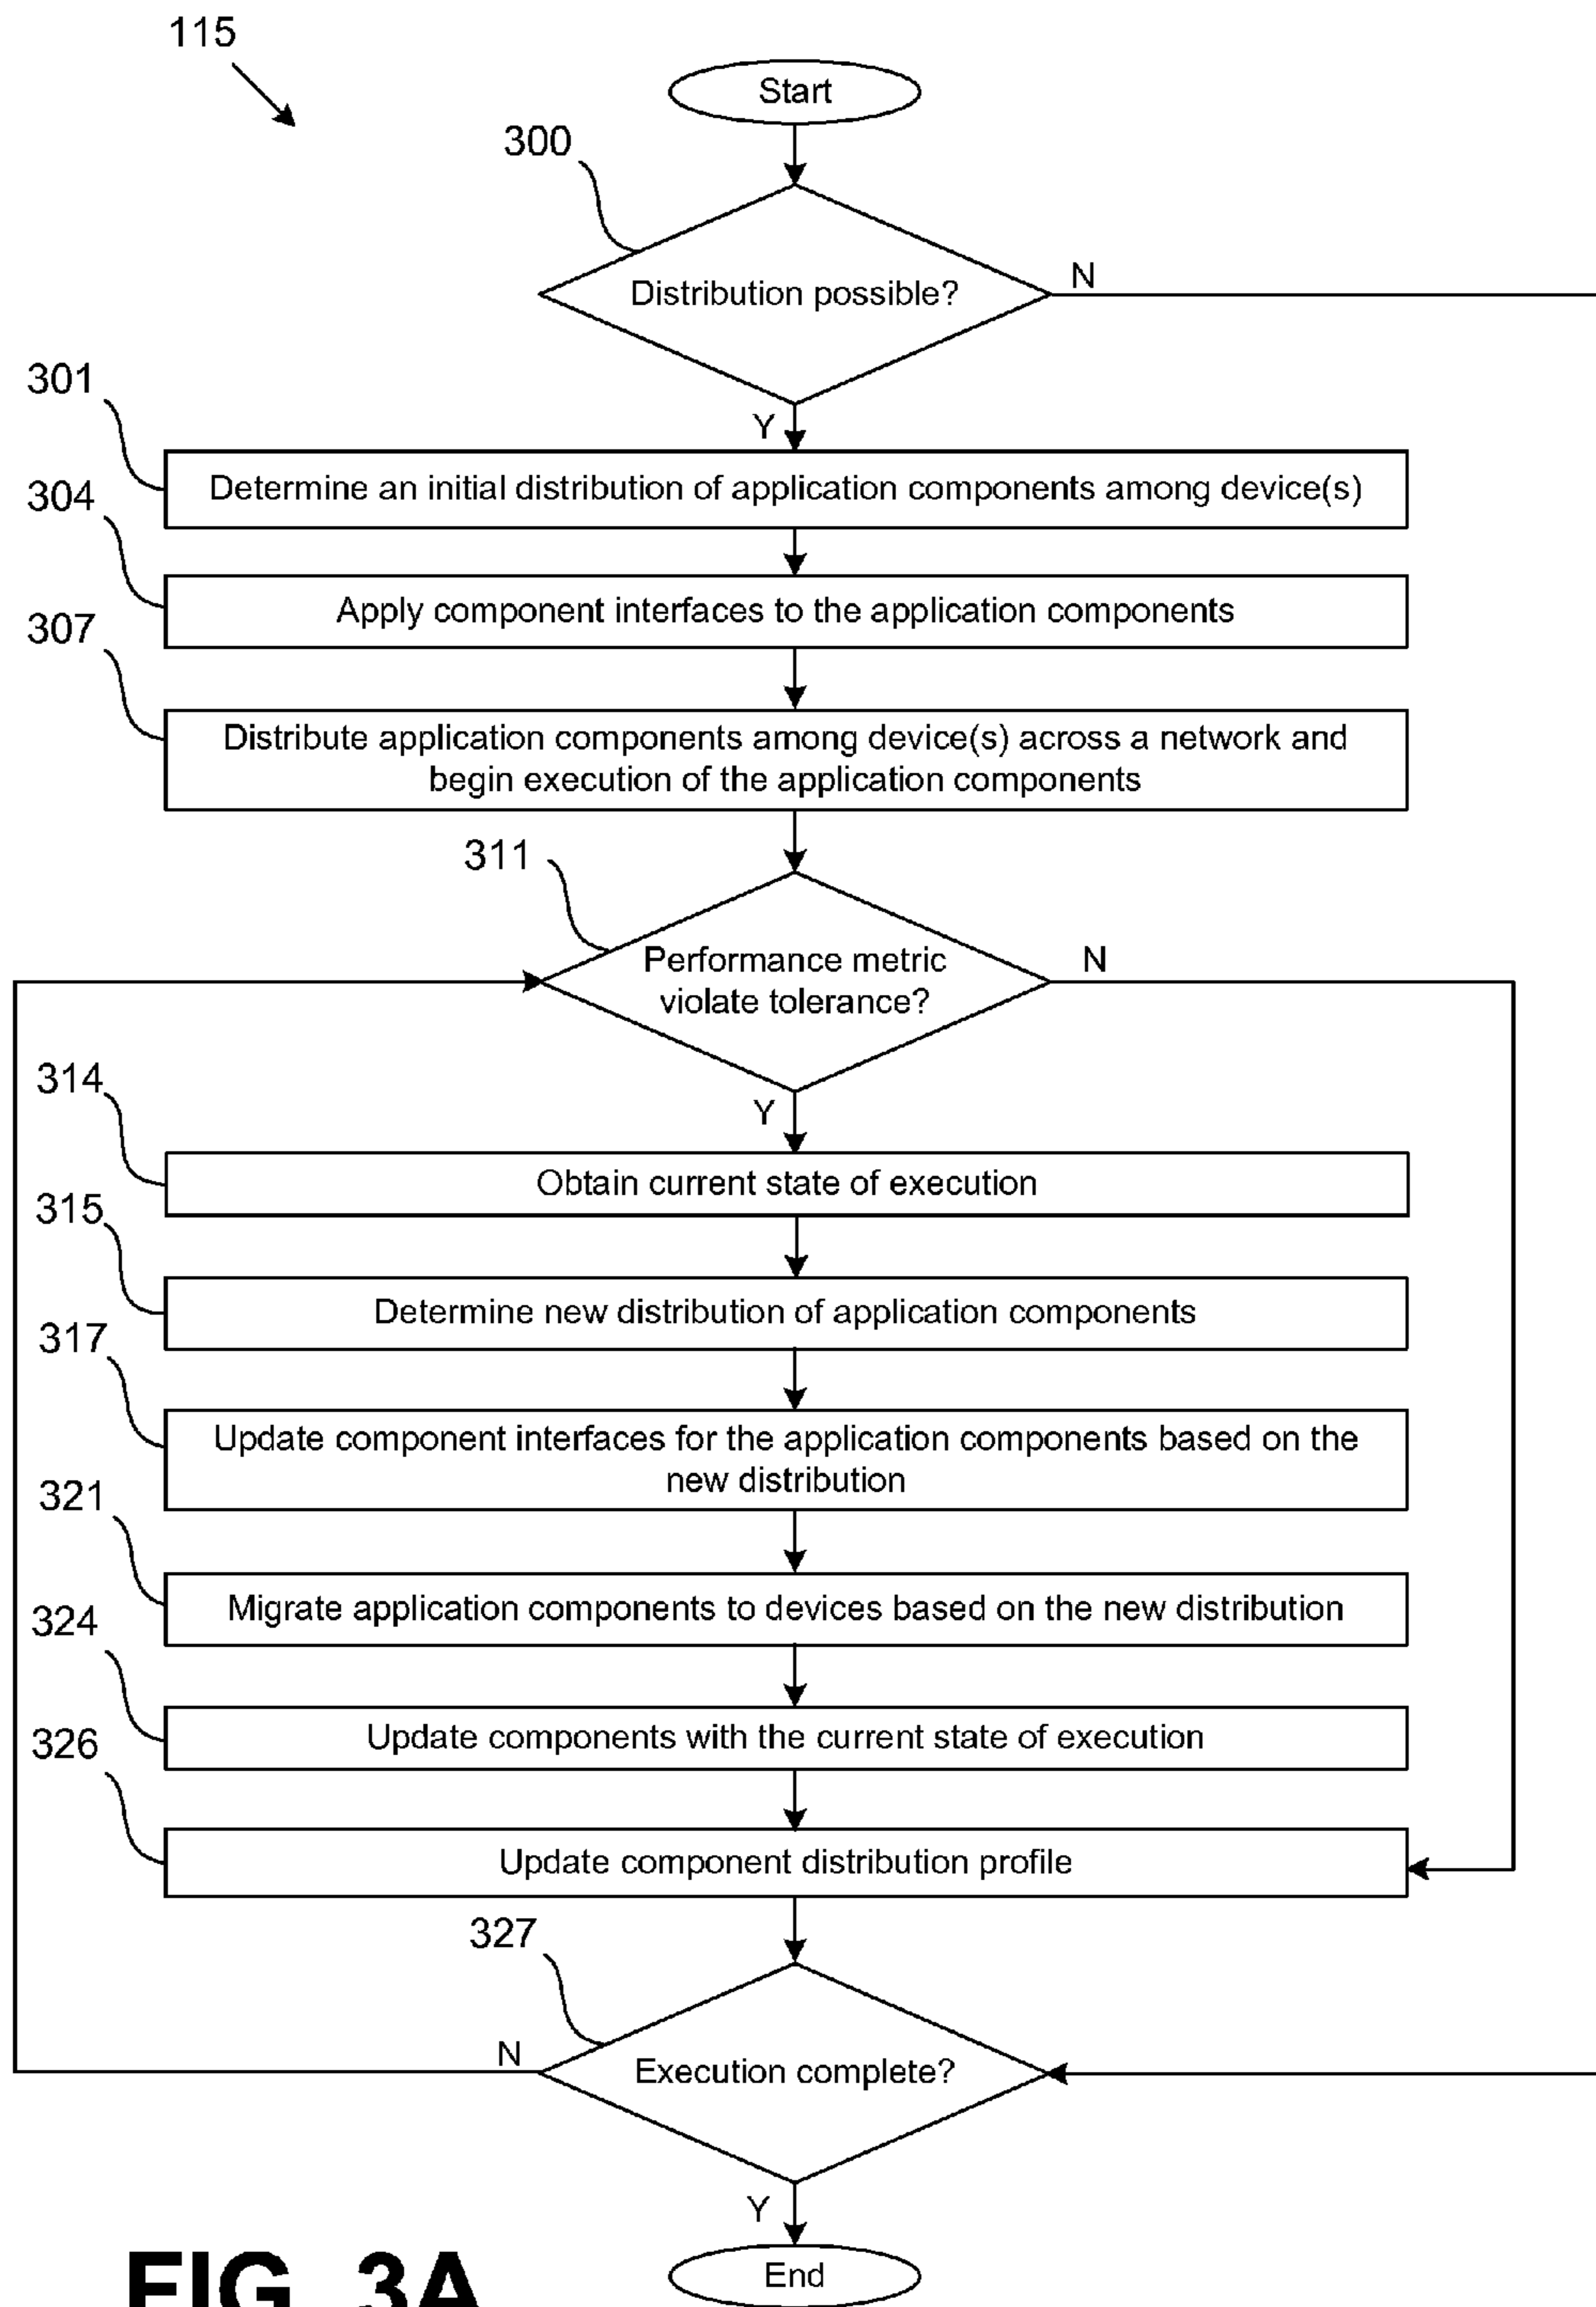 115
Start
300
Distribution possible?
N
Y
301
Determine an initial distribution of application components among device(s)
304
Apply component interfaces to the application components
307
Distribute application components among device(s) across a network and
begin execution of the application components
311
Performance metric
violate tolerance?
N
Y
314
Obtain current state of execution
315
Determine new distribution of application components
317
Update component interfaces for the application components based on the
new distribution
321
Migrate application components to devices based on the new distribution
324
Update components with the current state of execution
326
Update component distribution profile
327
Execution complete?
N
Y
End
FIG. 3A